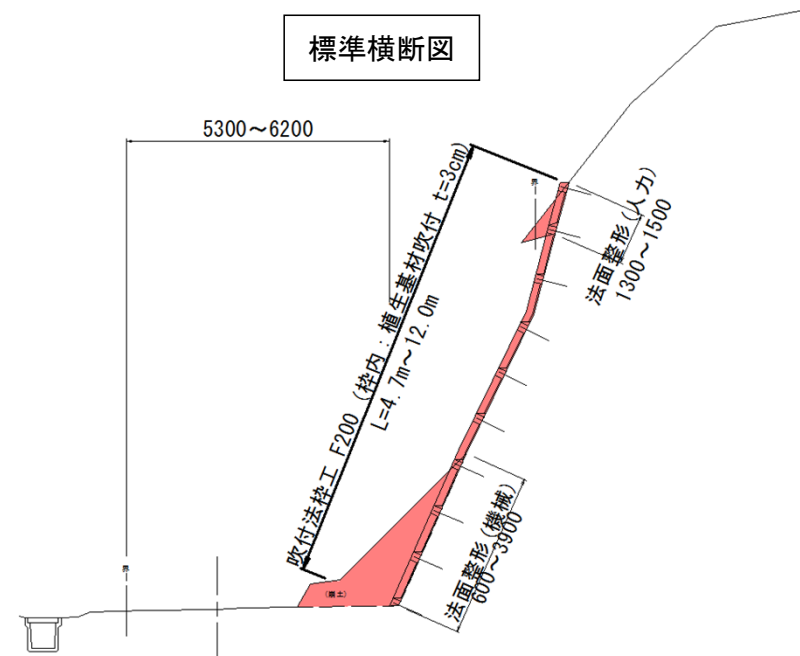 標準横断図
5300～6200
吹付法枠工 F200 (枠内：植生基材吹付 t=3cm)
L=4.7m～12.0m
界
法面整形(人力)
1300～1500
法面整形(機械)
600～3900
界